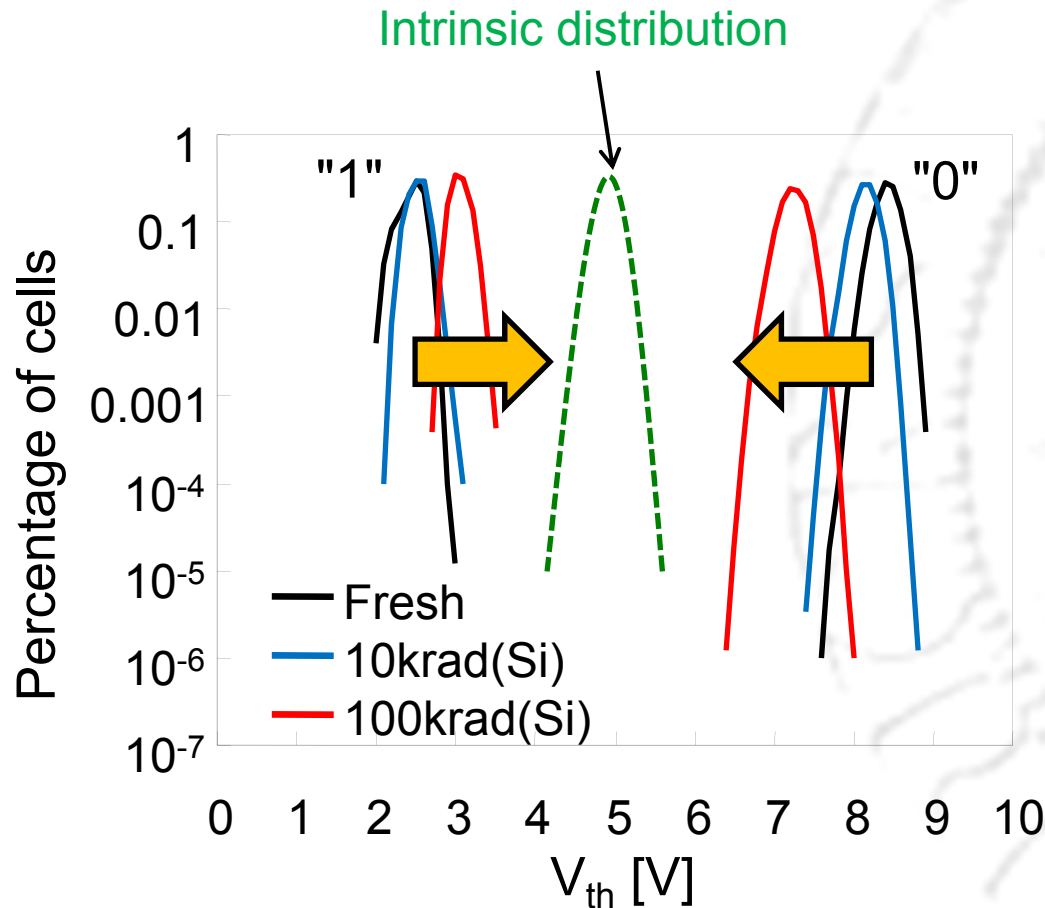 Intrinsic distribution
"1"
"0"
Percentage of cells
1
0.1
0.01
0.001
10-4
10-5
10-6
10-7
Fresh
10krad(Si)
100krad(Si)
0 1 2 3 4 5 6 7 8 9 10
Vth [V]